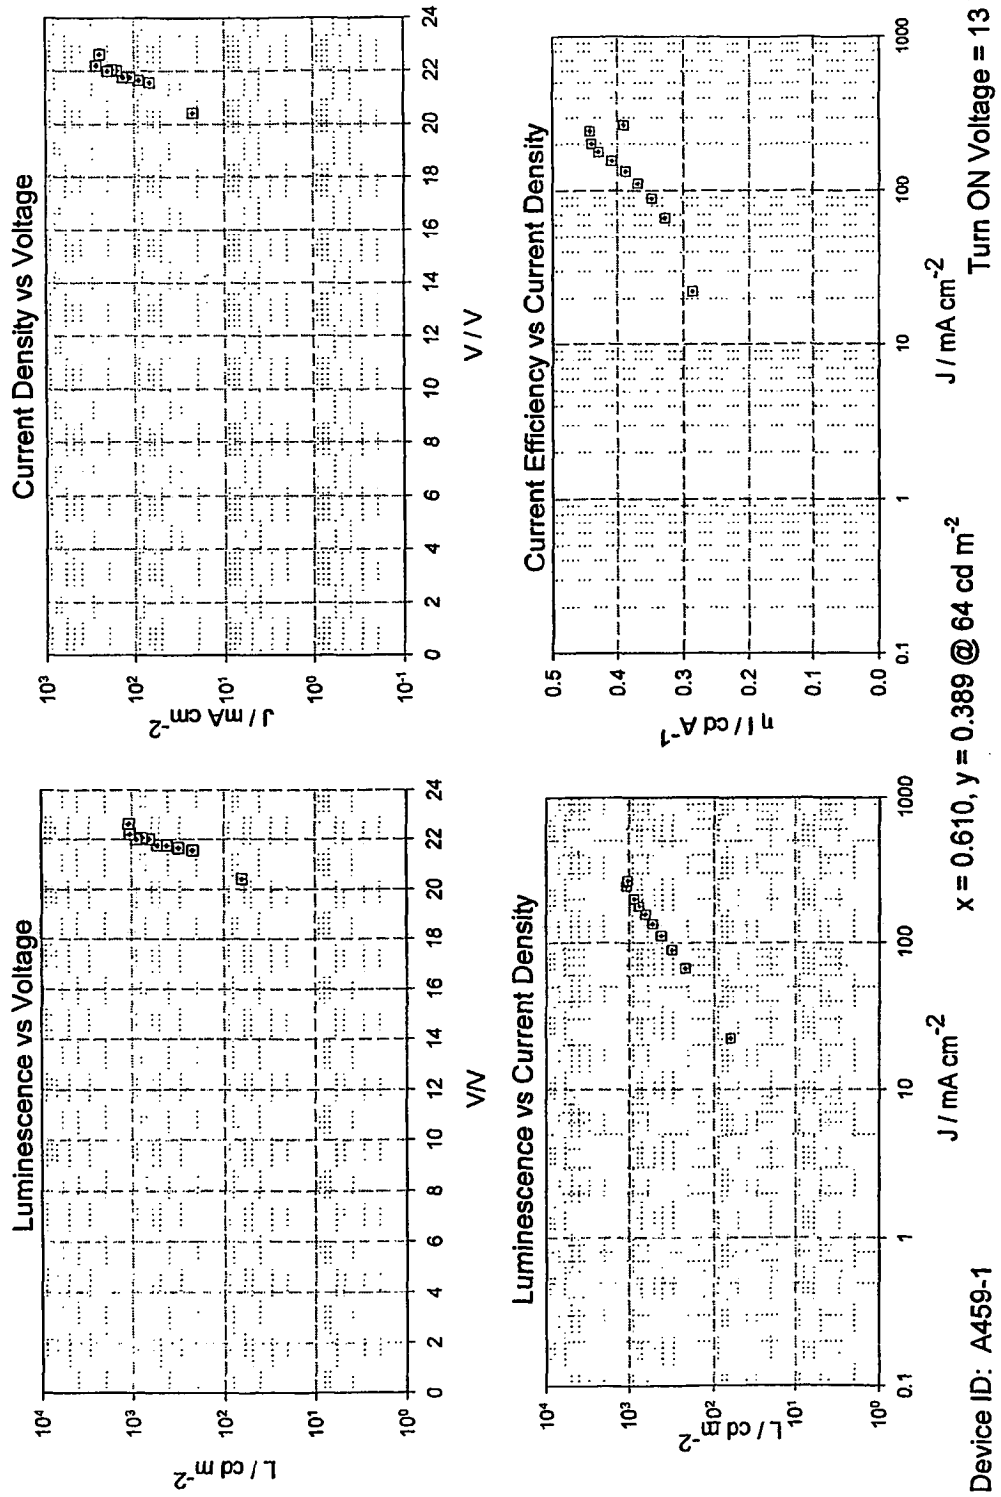 Luminescence vs Voltage
L / cd m-2
10⁴
10³
10²
10¹
10⁰
0 2 4 6 8 10 12 14 16 18 20 22 24
V/V
Current Density vs Voltage
J / mA cm-2
10³
10²
10¹
10⁰
10-1
0 2 4 6 8 10 12 14 16 18 20 22 24
V / V
Luminescence vs Current Density
L / cd m-2
10⁴
10³
10²
10¹
10⁰
0.1 1 10 100 1000
J / mA cm-2
Current Efficiency vs Current Density
η I / cd A-1
0.5
0.4
0.3
0.2
0.1
0.0
0.1 1 10 100 1000
J / mA cm-2
Device ID: A459-1 x = 0.610, y = 0.389 @ 64 cd m-2 Turn ON Voltage = 13